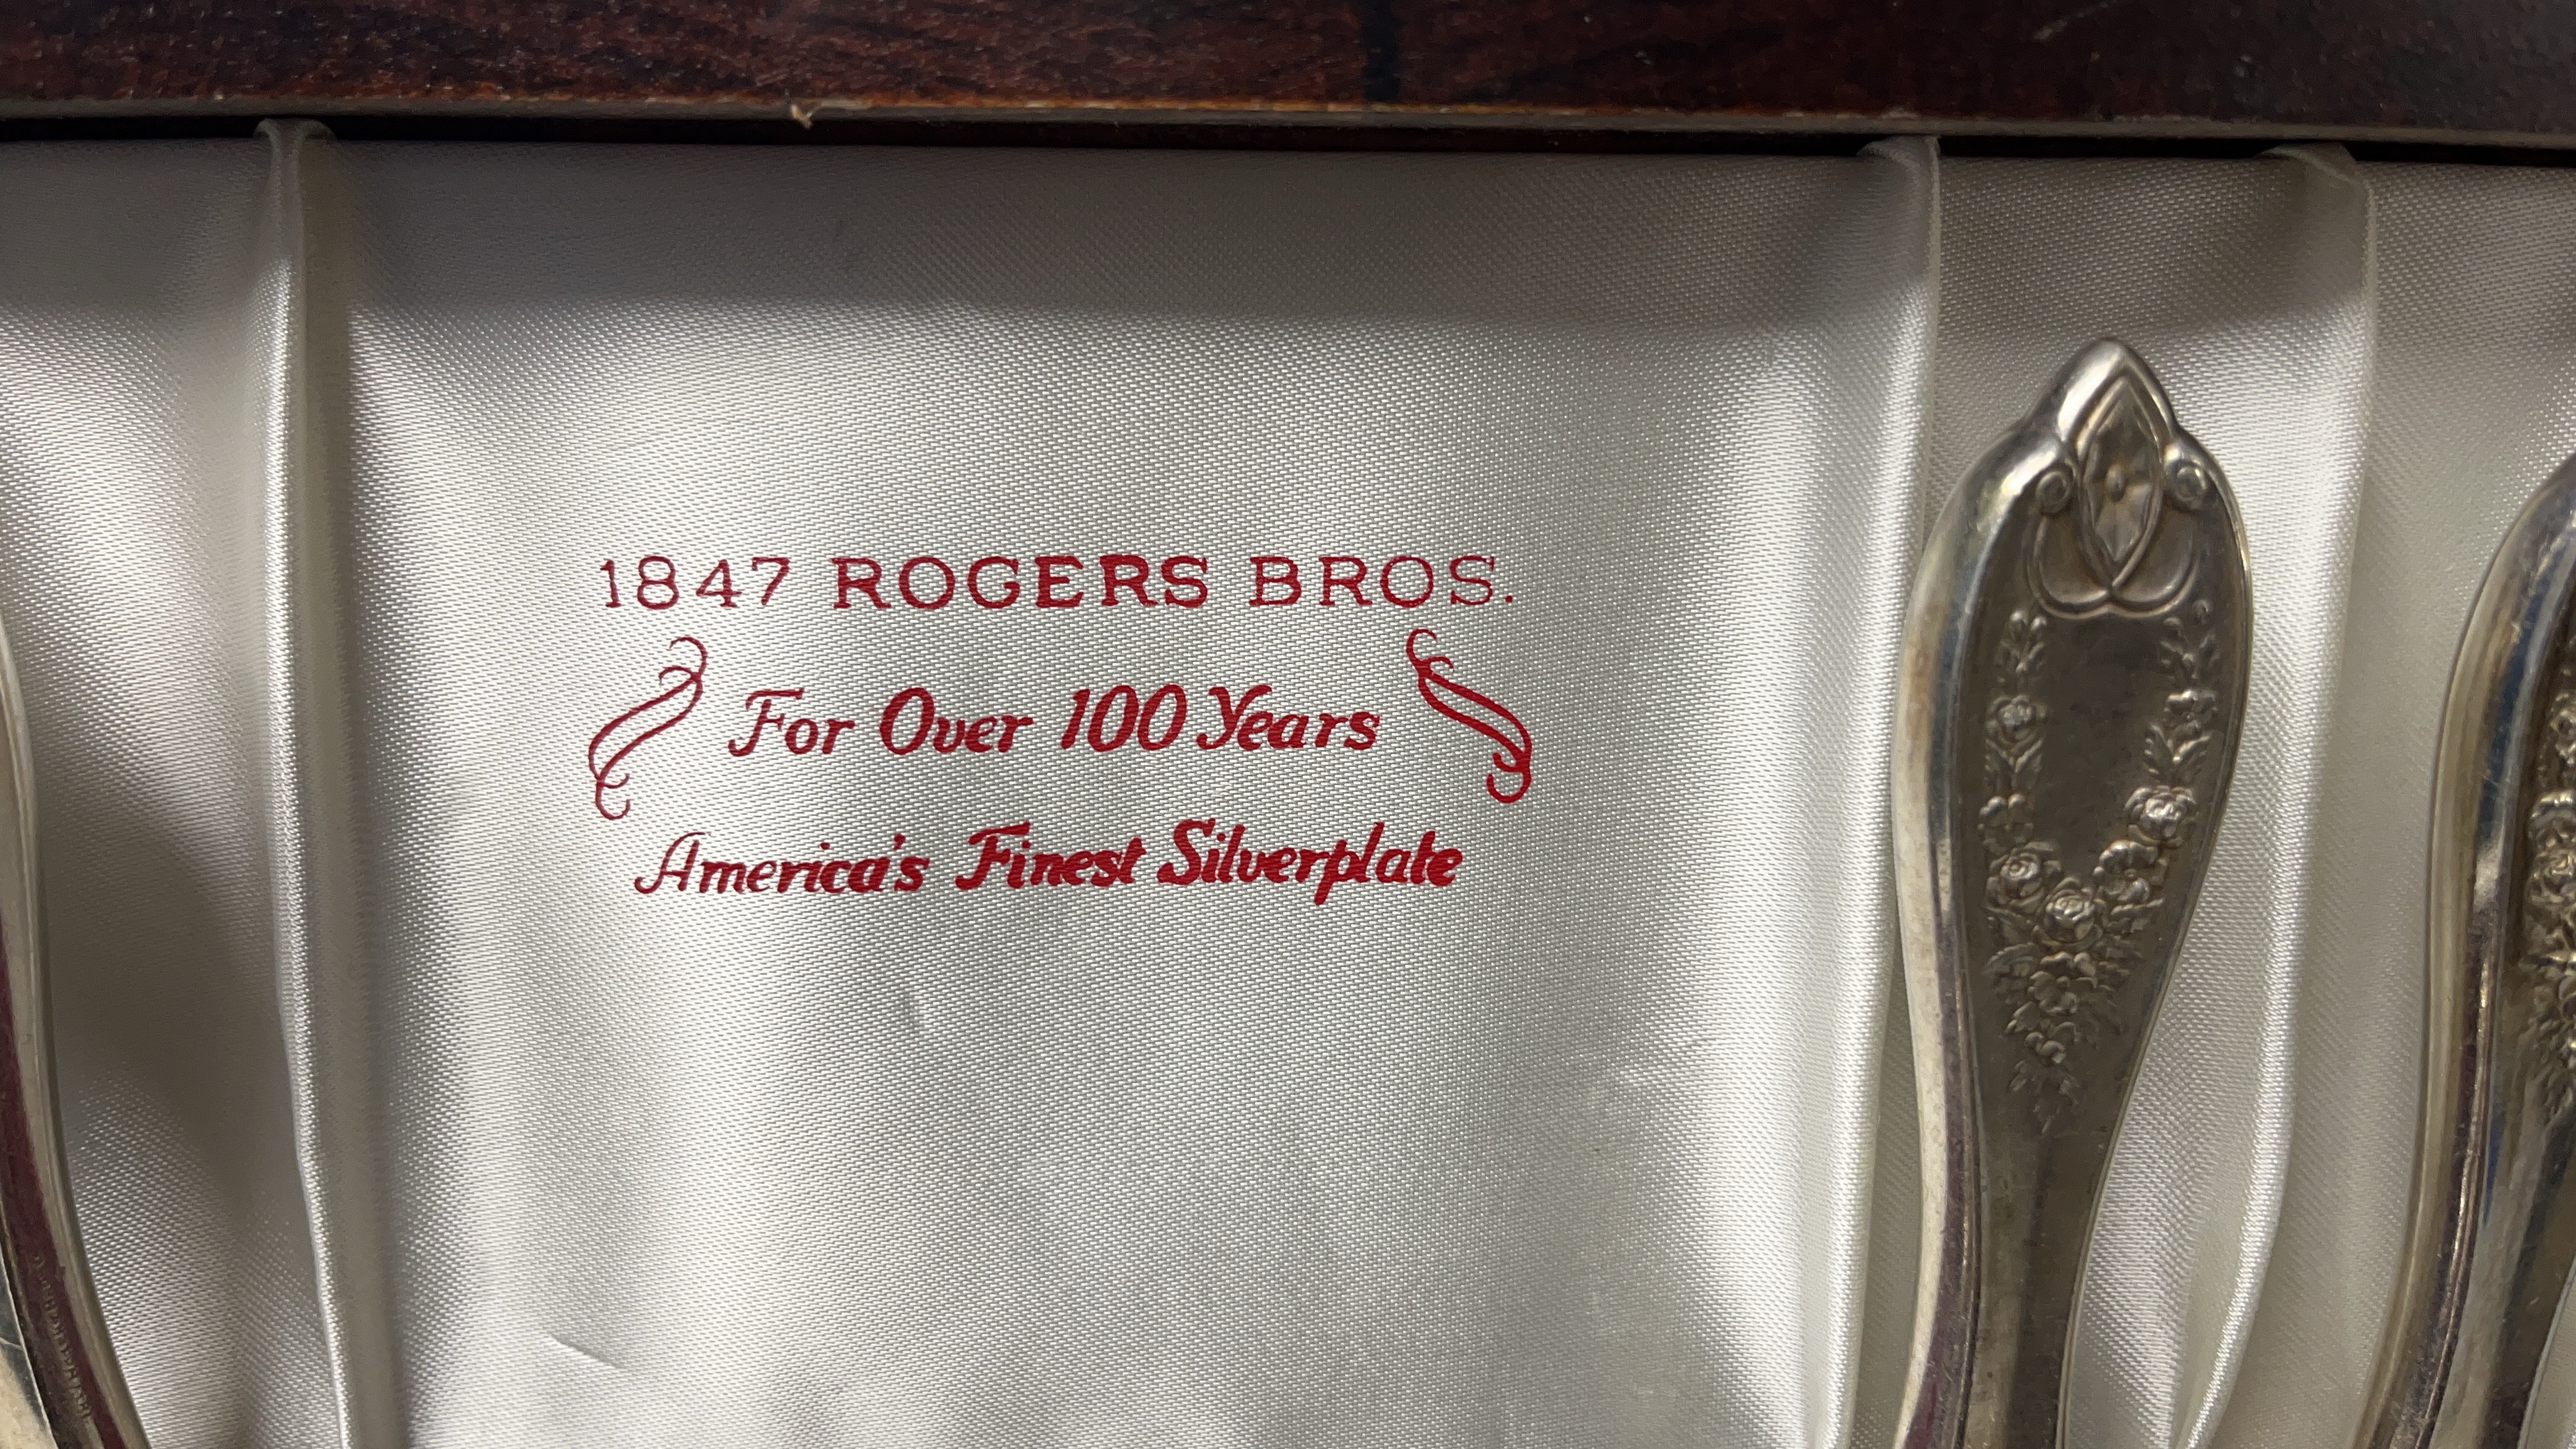 1847 ROGERS BROS.
For Over 100 Years
America's Finest Silverplate